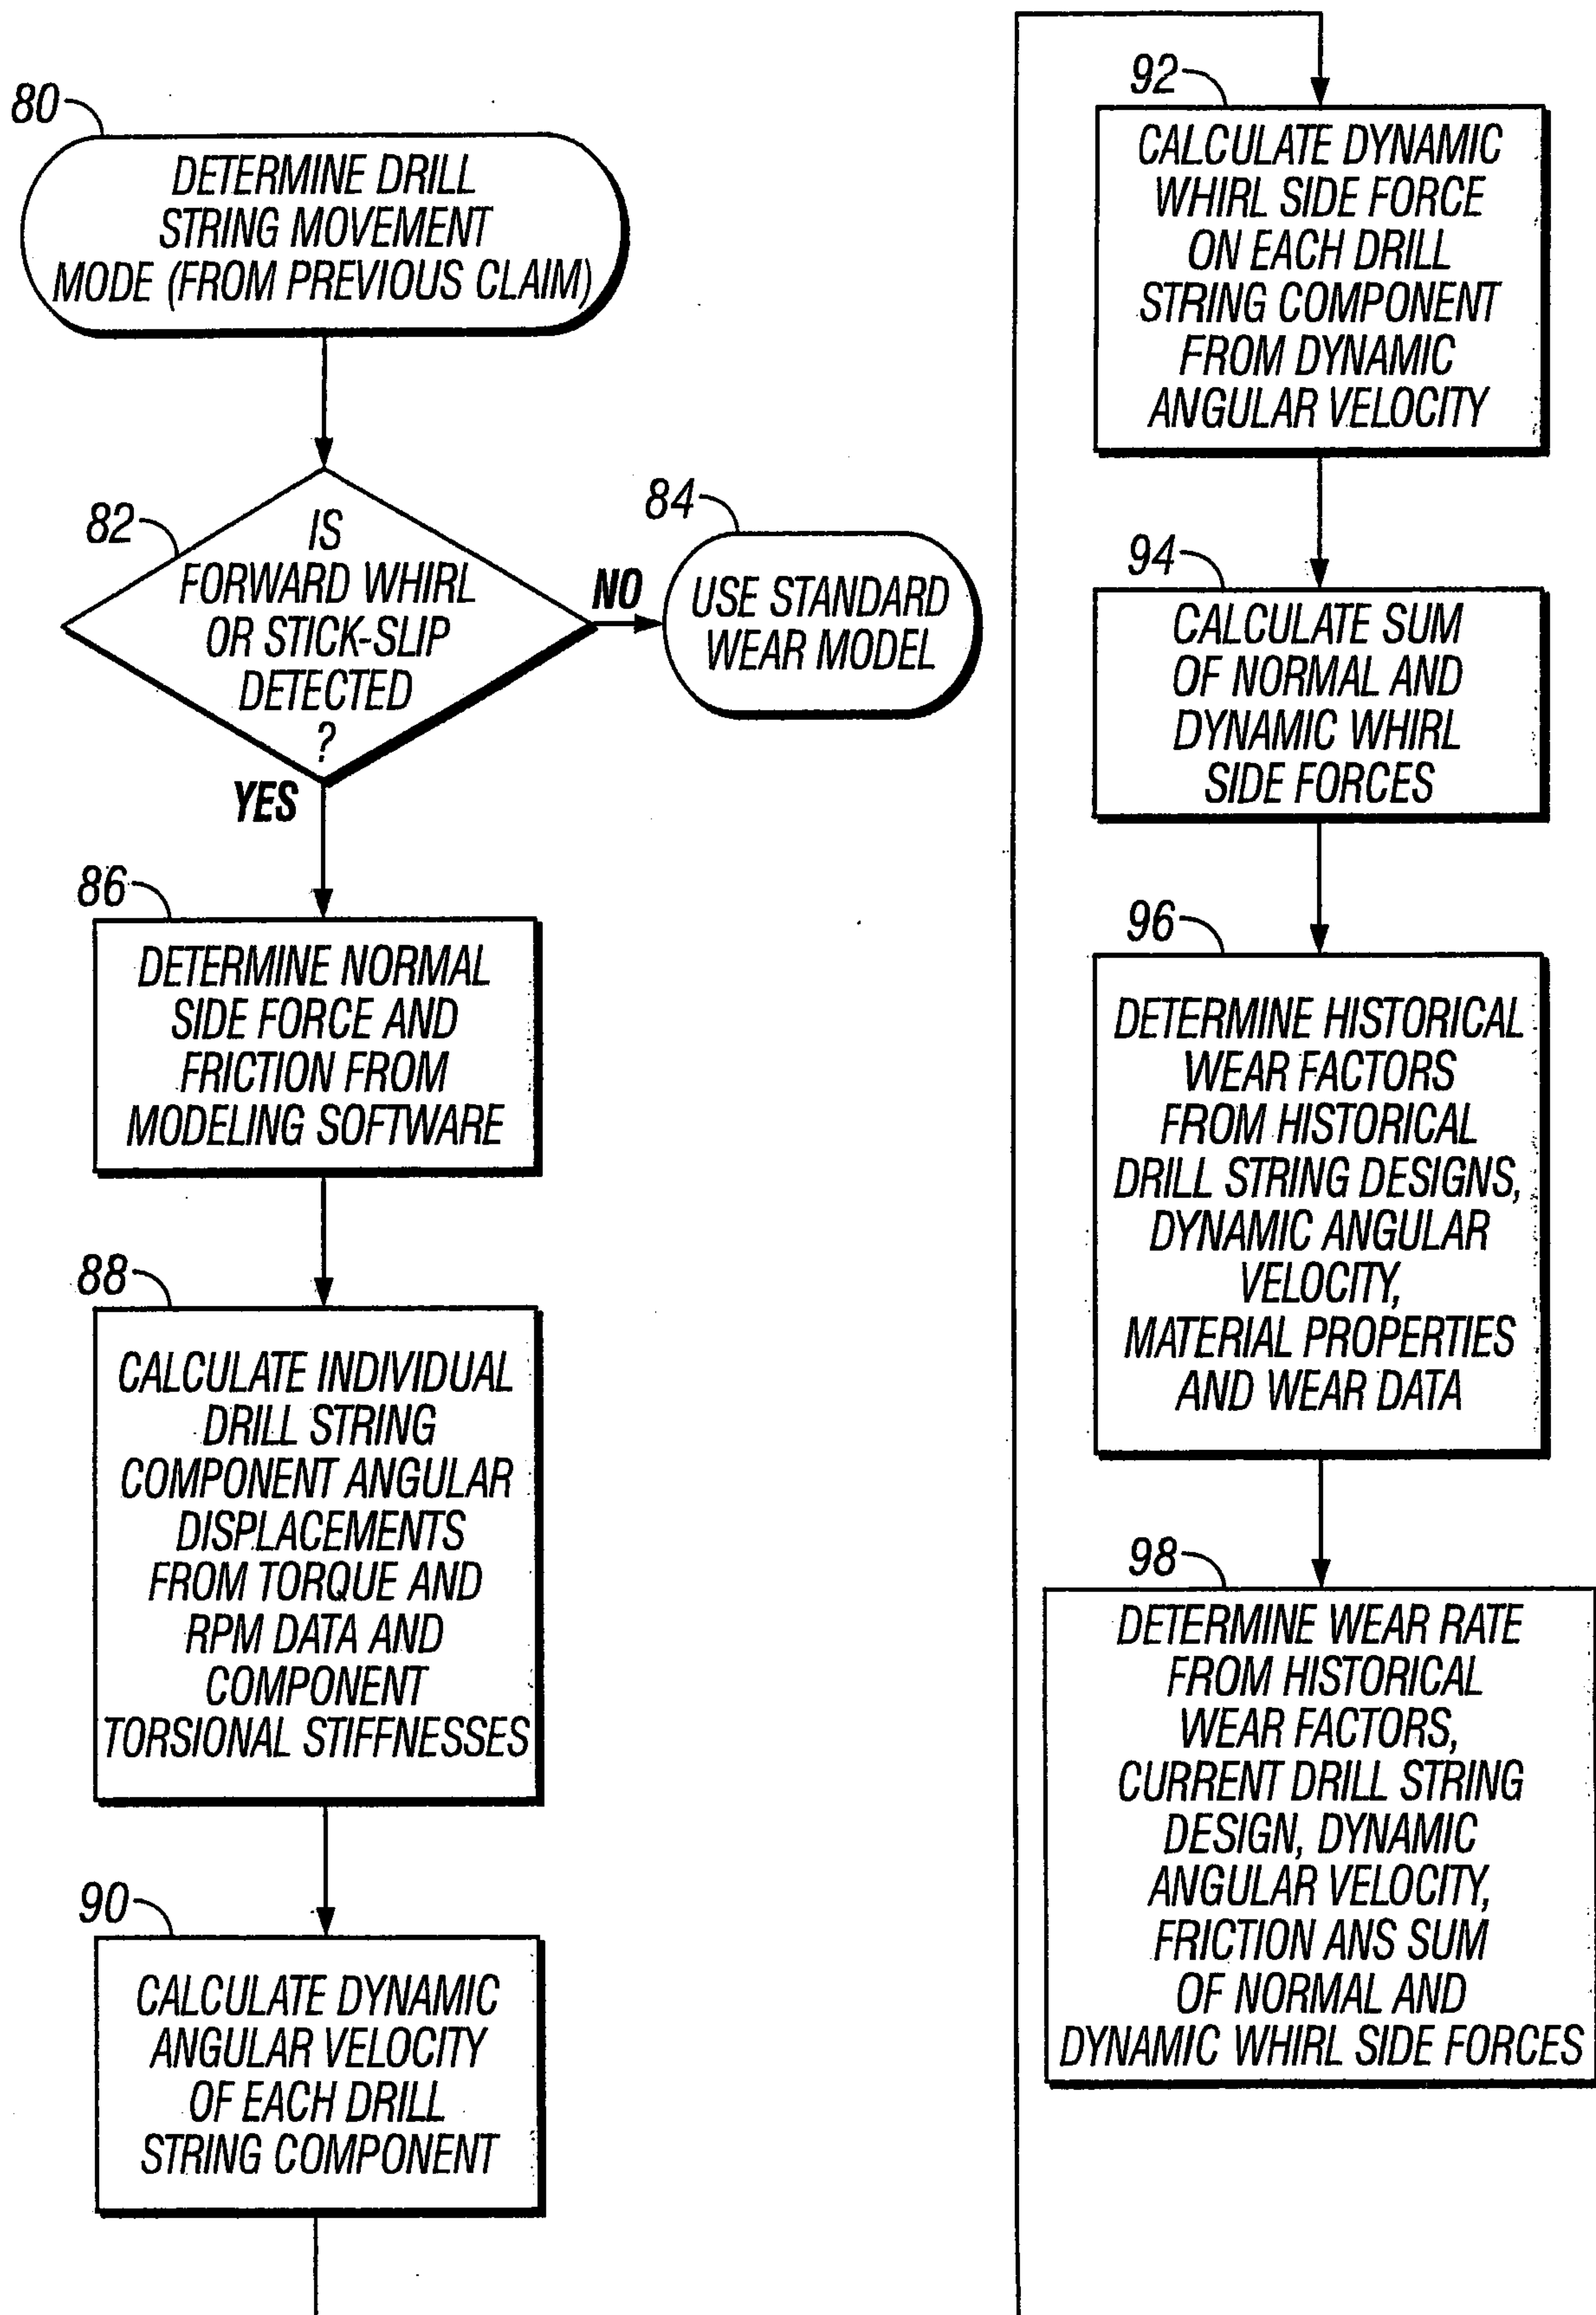 80
DETERMINE DRILL
STRING MOVEMENT
MODE (FROM PREVIOUS CLAIM)
82
IS
FORWARD WHIRL
OR STICK-SLIP
DETECTED
?
NO
84
USE STANDARD
WEAR MODEL
YES
86
DETERMINE NORMAL
SIDE FORCE AND
FRICTION FROM
MODELING SOFTWARE
88
CALCULATE INDIVIDUAL
DRILL STRING
COMPONENT ANGULAR
DISPLACEMENTS
FROM TORQUE AND
RPM DATA AND
COMPONENT
TORSIONAL STIFFNESSES
90
CALCULATE DYNAMIC
ANGULAR VELOCITY
OF EACH DRILL
STRING COMPONENT
92
CALCULATE DYNAMIC
WHIRL SIDE FORCE
ON EACH DRILL
STRING COMPONENT
FROM DYNAMIC
ANGULAR VELOCITY
94
CALCULATE SUM
OF NORMAL AND
DYNAMIC WHIRL
SIDE FORCES
96
DETERMINE HISTORICAL
WEAR FACTORS
FROM HISTORICAL
DRILL STRING DESIGNS,
DYNAMIC ANGULAR
VELOCITY,
MATERIAL PROPERTIES
AND WEAR DATA
98
DETERMINE WEAR RATE
FROM HISTORICAL
WEAR FACTORS,
CURRENT DRILL STRING
DESIGN, DYNAMIC
ANGULAR VELOCITY,
FRICTION ANS SUM
OF NORMAL AND
DYNAMIC WHIRL SIDE FORCES